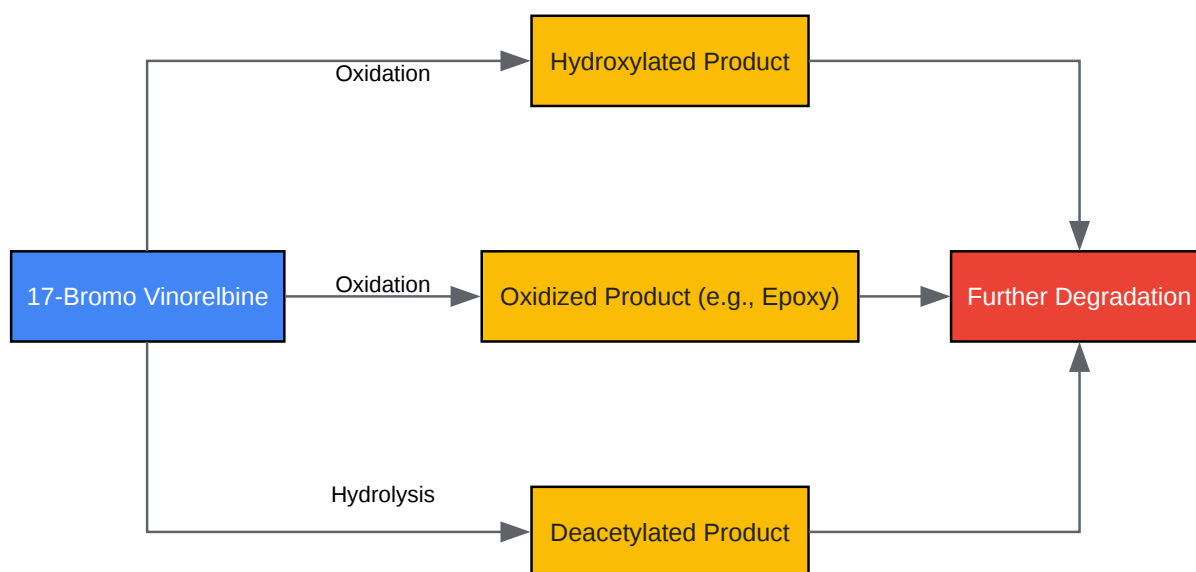 Hydroxylated Product
Oxidation
17-Bromo Vinorelbine
Oxidation
Oxidized Product (e.g., Epoxy)
Further Degradation
Hydrolysis
Deacetylated Product